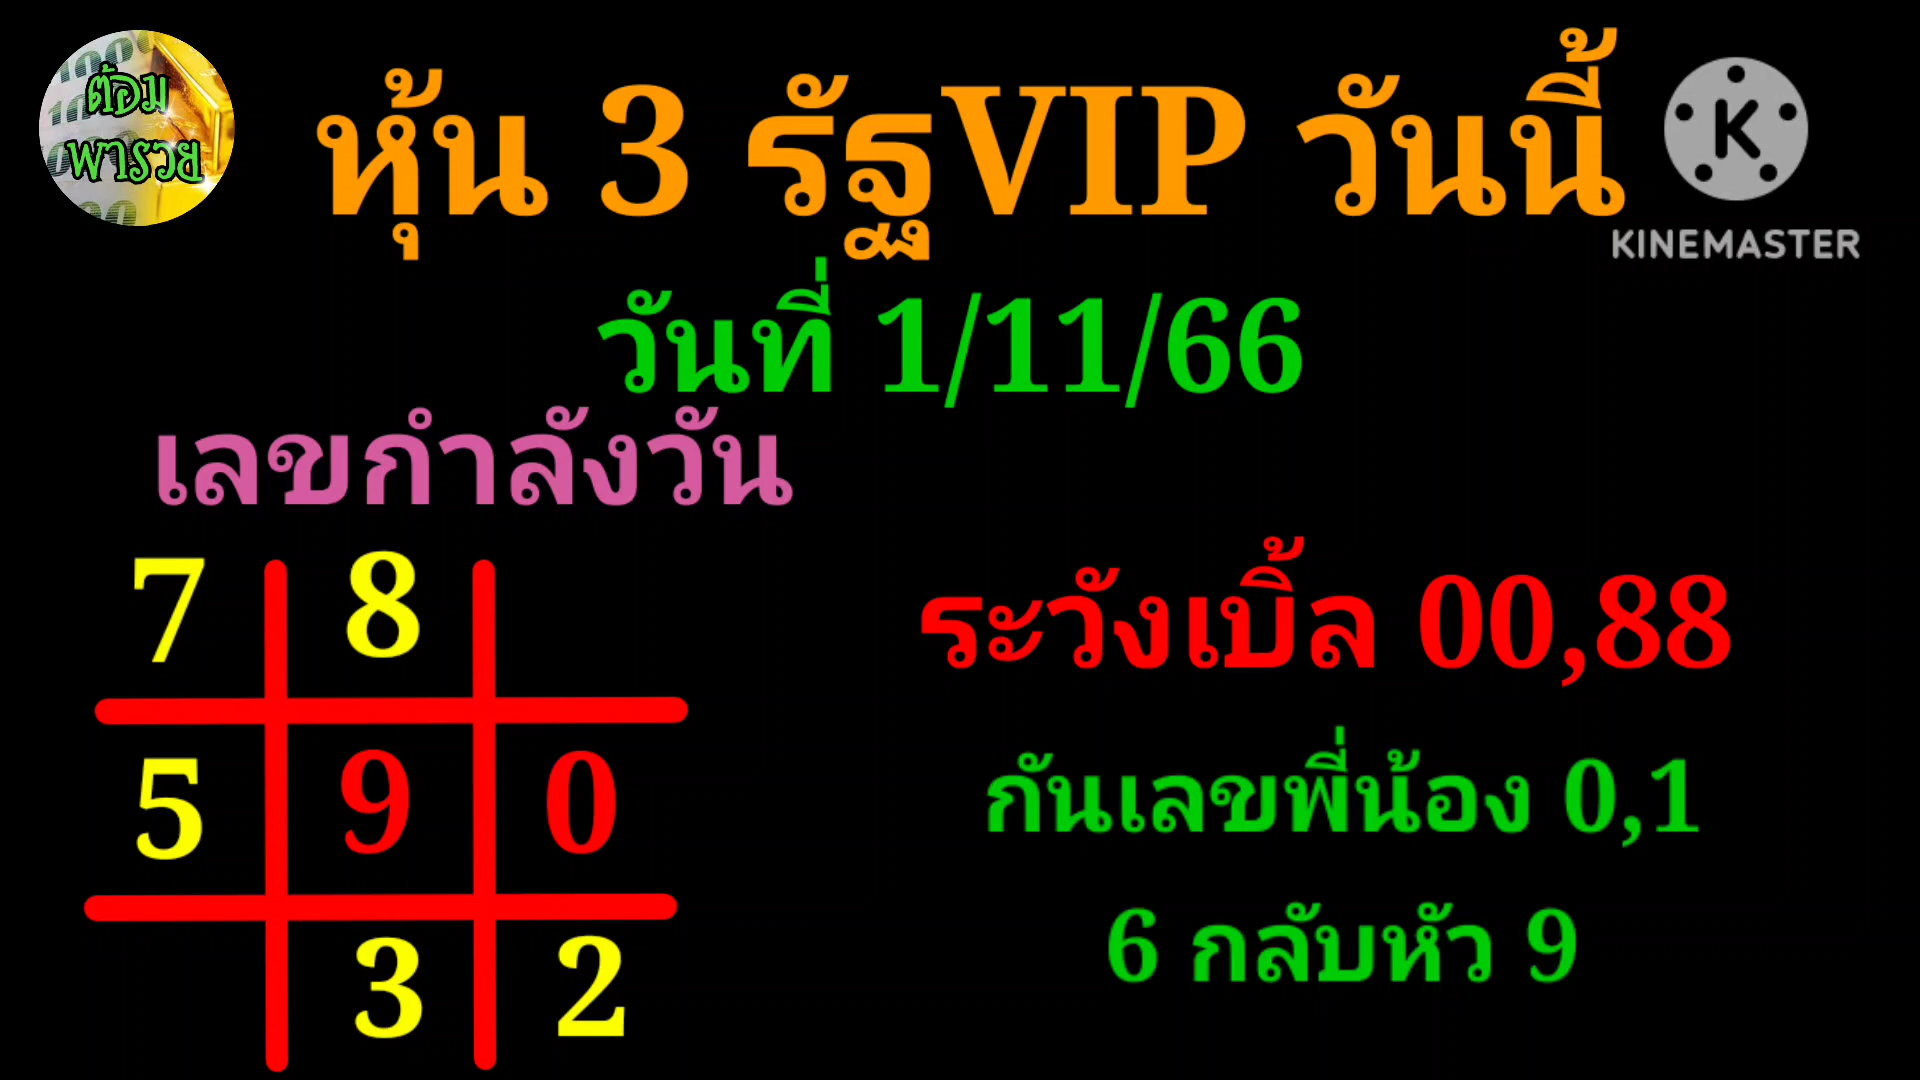 ต้อม
พารวย
หุ้น 3 รัฐVIP วันนี้
KINEMASTER
วันที่ 1/11/66
เลขกำลังวัน
7 8
5 9 0
3 2
ระวังเบิ้ล 00,88
กันเลขพี่น้อง 0,1
6 กลับหัว 9